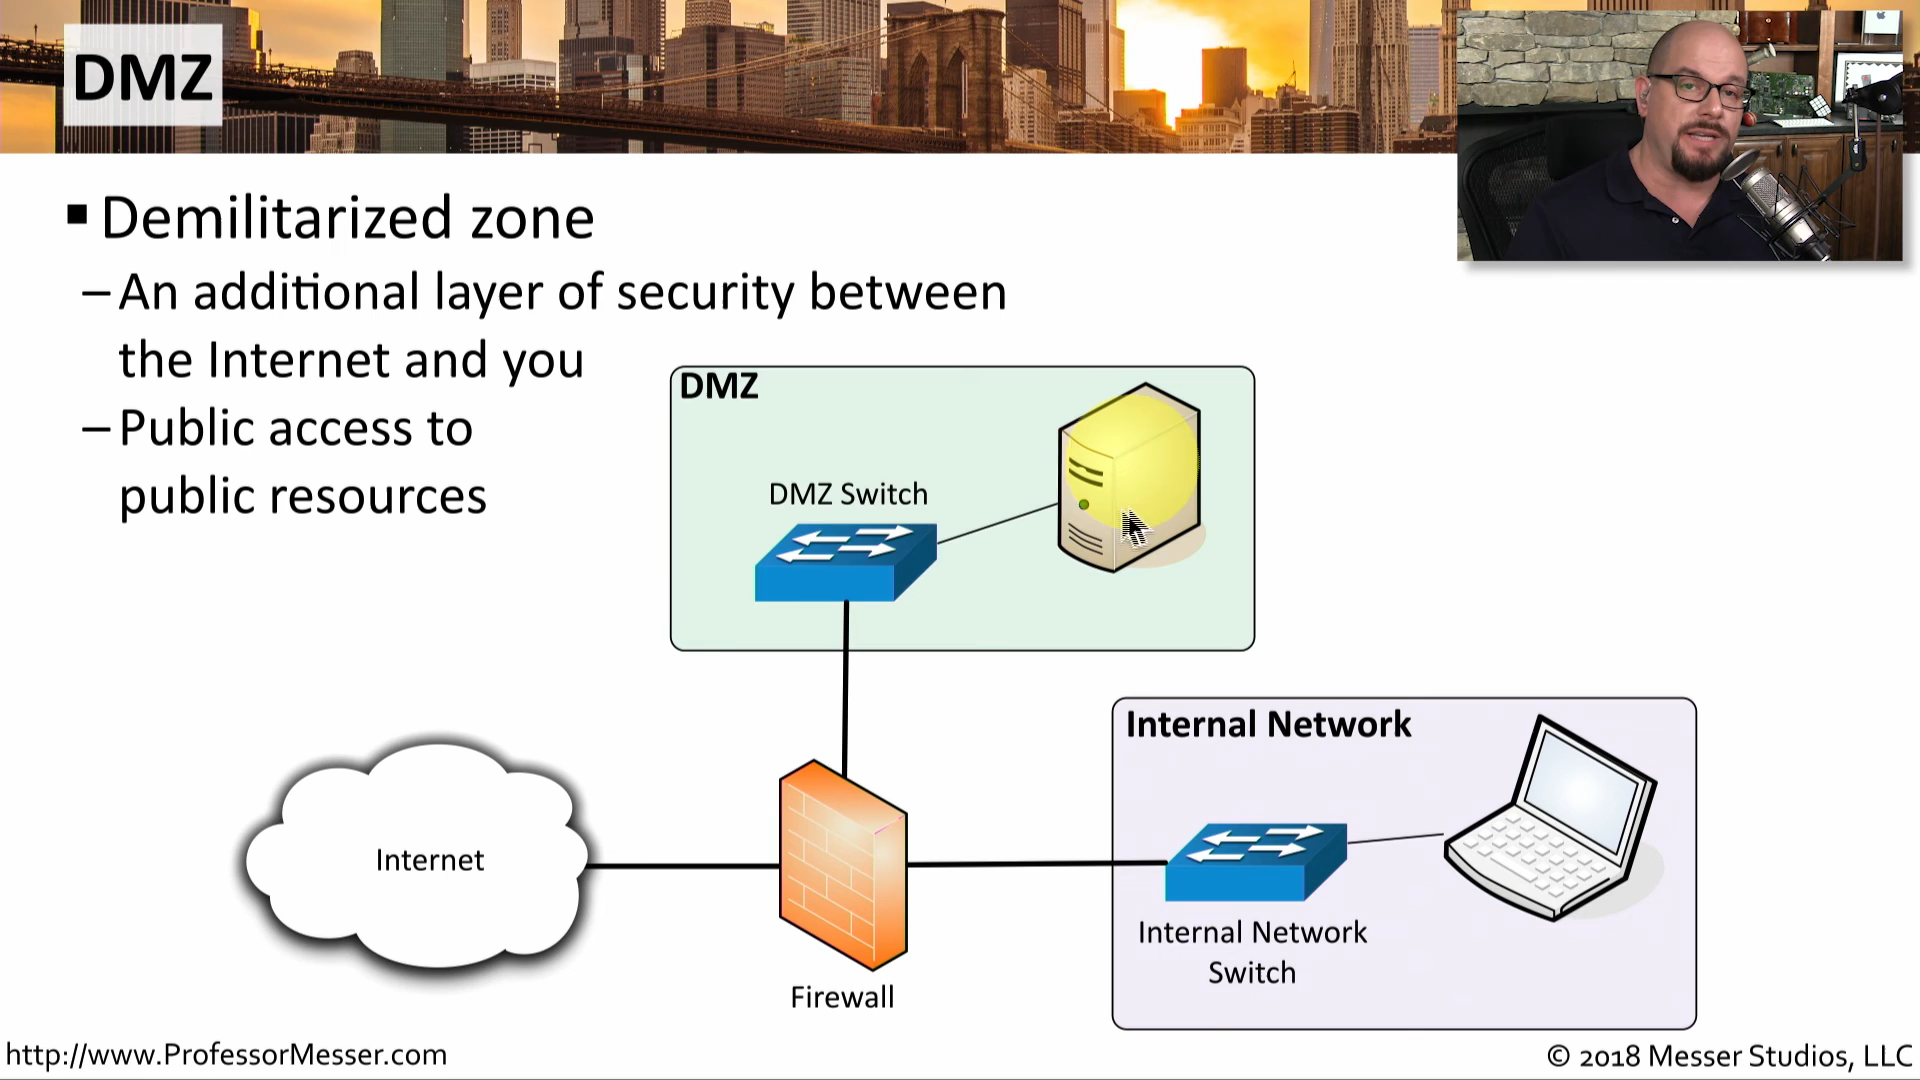 DMZ
▪ Demilitarized zone
– An additional layer of security between
the Internet and you
– Public access to
public resources
DMZ
DMZ Switch
Internal Network
Internet
Internal Network
Switch
Firewall
http://www.ProfessorMesser.com
© 2018 Messer Studios, LLC